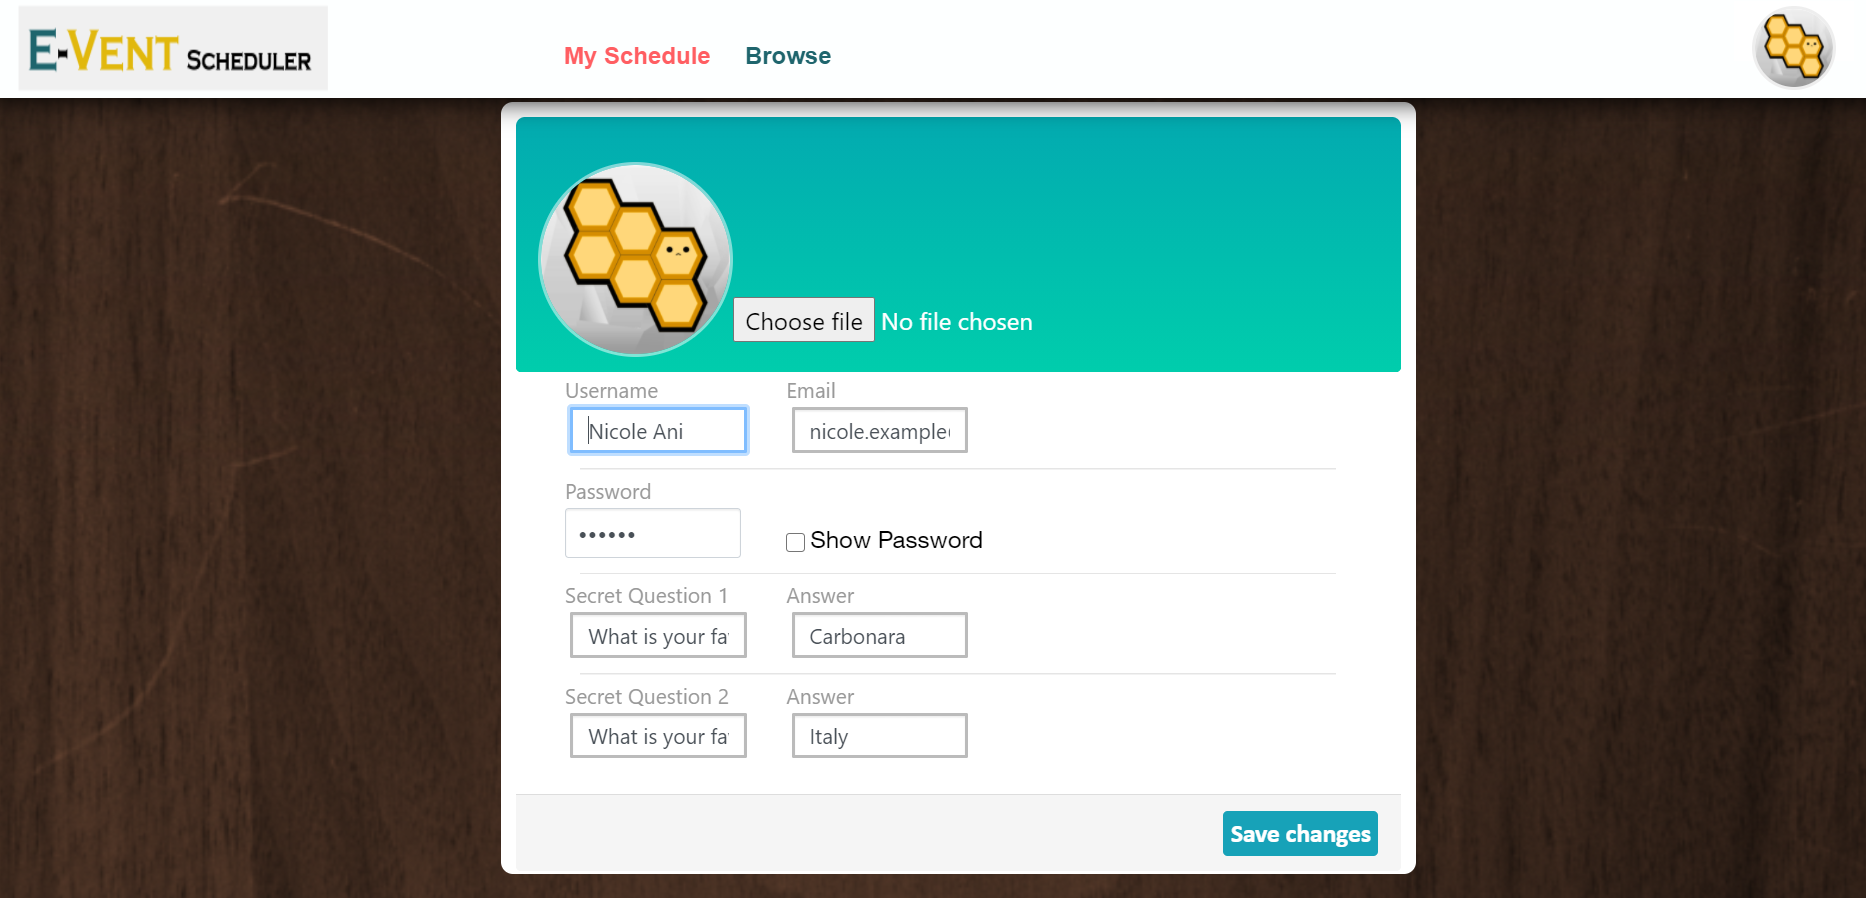 E-VENT SCHEDULER
My Schedule Browse
Choose file No file chosen
Username Email
Nicole Ani nicole.example
Password
•••••• Show Password
Secret Question 1 Answer
What is your fa Carbonara
Secret Question 2 Answer
What is your fa Italy
Save changes